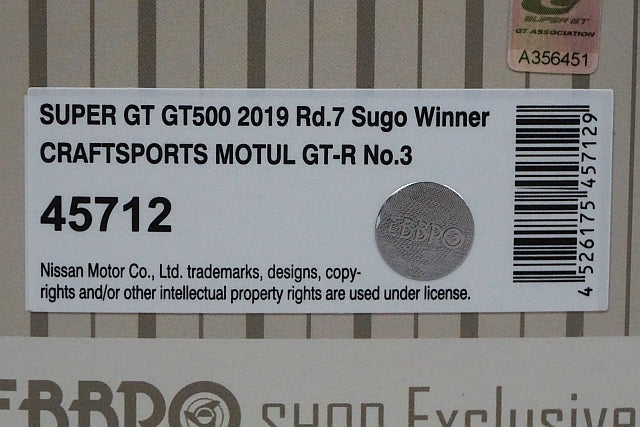 SUPER GT
GT ASSOCIATION
A356451
SUPER GT GT500 2019 Rd.7 Sugo Winner
CRAFTSPORTS MOTUL GT-R No.3
45712
EBBRO
Nissan Motor Co., Ltd. trademarks, designs, copy-
rights and/or other intellectual property rights are used under license.
4 526175 457129
EBBRO SHOP Exclusive